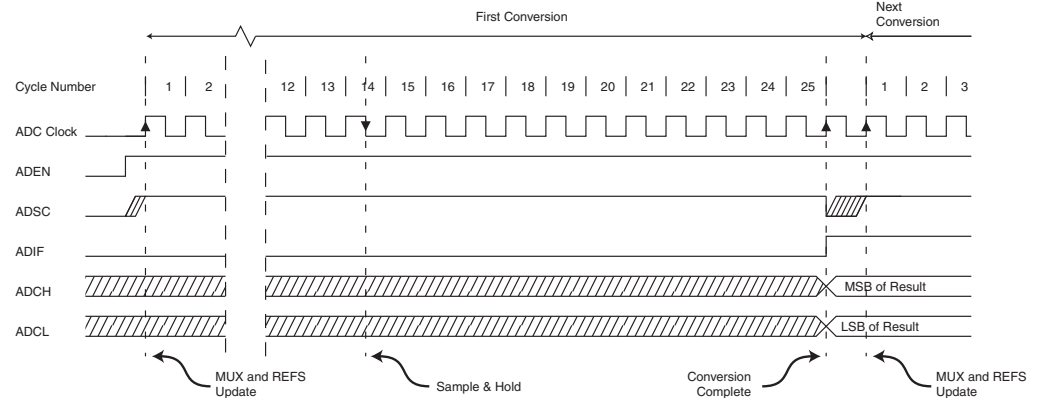 First Conversion
Next
Conversion
Cycle Number 1 2 12 13 14 15 16 17 18 19 20 21 22 23 24 25 1 2 3
ADC Clock
ADEN
ADSC
ADIF
ADCH MSB of Result
ADCL LSB of Result
MUX and REFS
Update
Sample & Hold
Conversion
Complete
MUX and REFS
Update